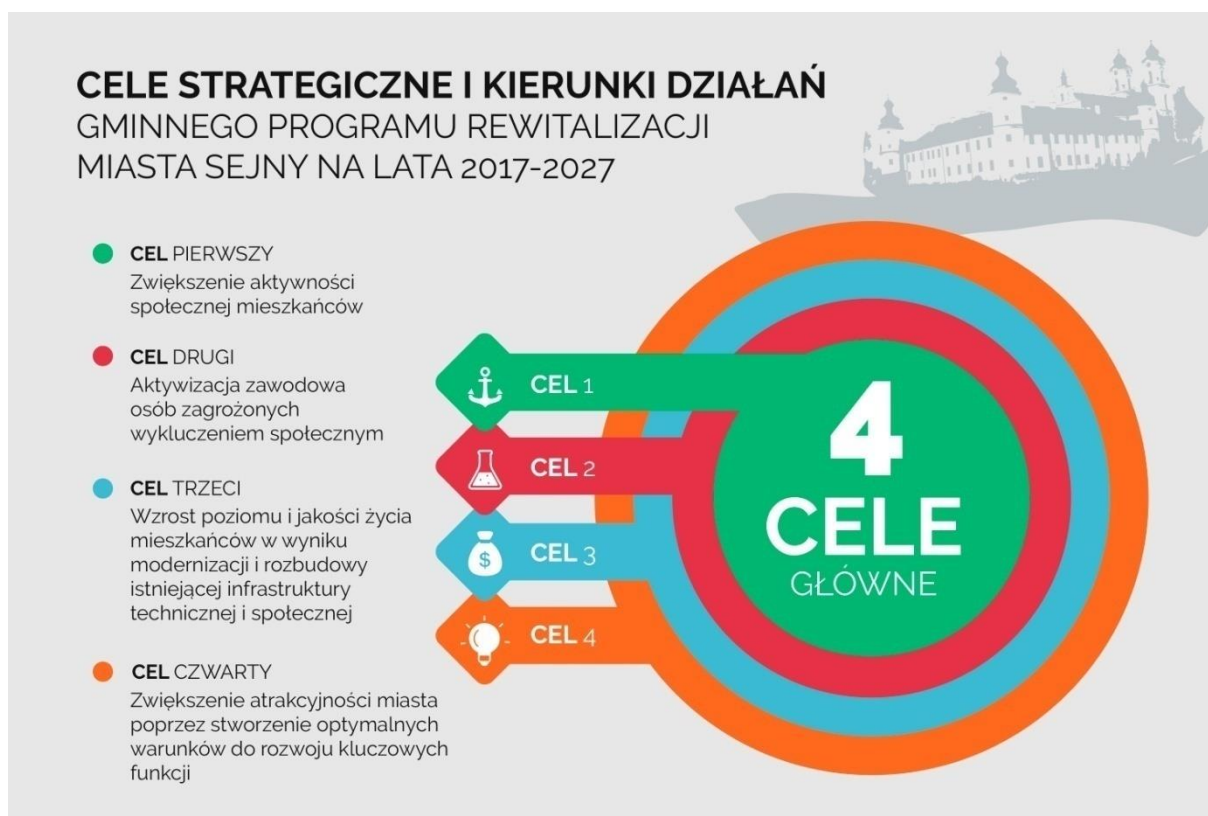 CELE STRATEGICZNE I KIERUNKI DZIAŁAŃ
GMINNEGO PROGRAMU REWITALIZACJI
MIASTA SEJNY NA LATA 2017-2027
CEL PIERWSZY
Zwiększenie aktywności
społecznej mieszkańców
CEL DRUGI
Aktywizacja zawodowa
osób zagrożonych
wykluczeniem społecznym
CEL TRZECI
Wzrost poziomu i jakości życia
mieszkańców w wyniku
modernizacji i rozbudowy
istniejącej infrastruktury
technicznej i społecznej
CEL CZWARTY
Zwiększenie atrakcyjności miasta
poprzez stworzenie optymalnych
warunków do rozwoju kluczowych
funkcji
CEL 1
CEL 2
$
CEL 3
CEL 4
4
CELE
GŁÓWNE